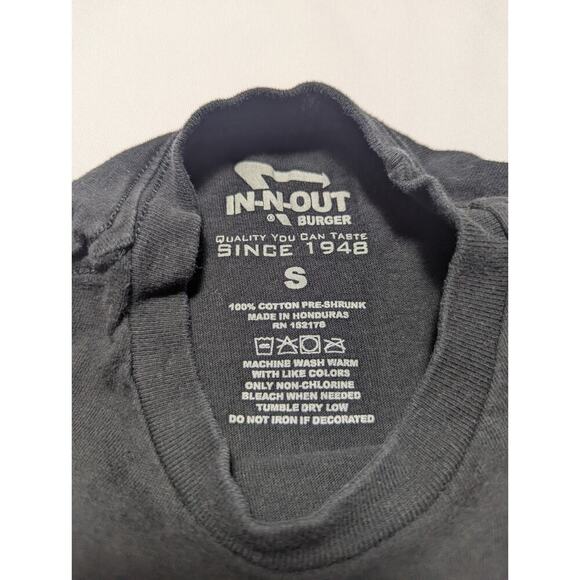 IN-N-OUT
® BURGER
QUALITY YOU CAN TASTE
SINCE 1948
S
100% COTTON PRE-SHRUNK
MADE IN HONDURAS
RN 152178
MACHINE WASH WARM
WITH LIKE COLORS
ONLY NON-CHLORINE
BLEACH WHEN NEEDED
TUMBLE DRY LOW
DO NOT IRON IF DECORATED